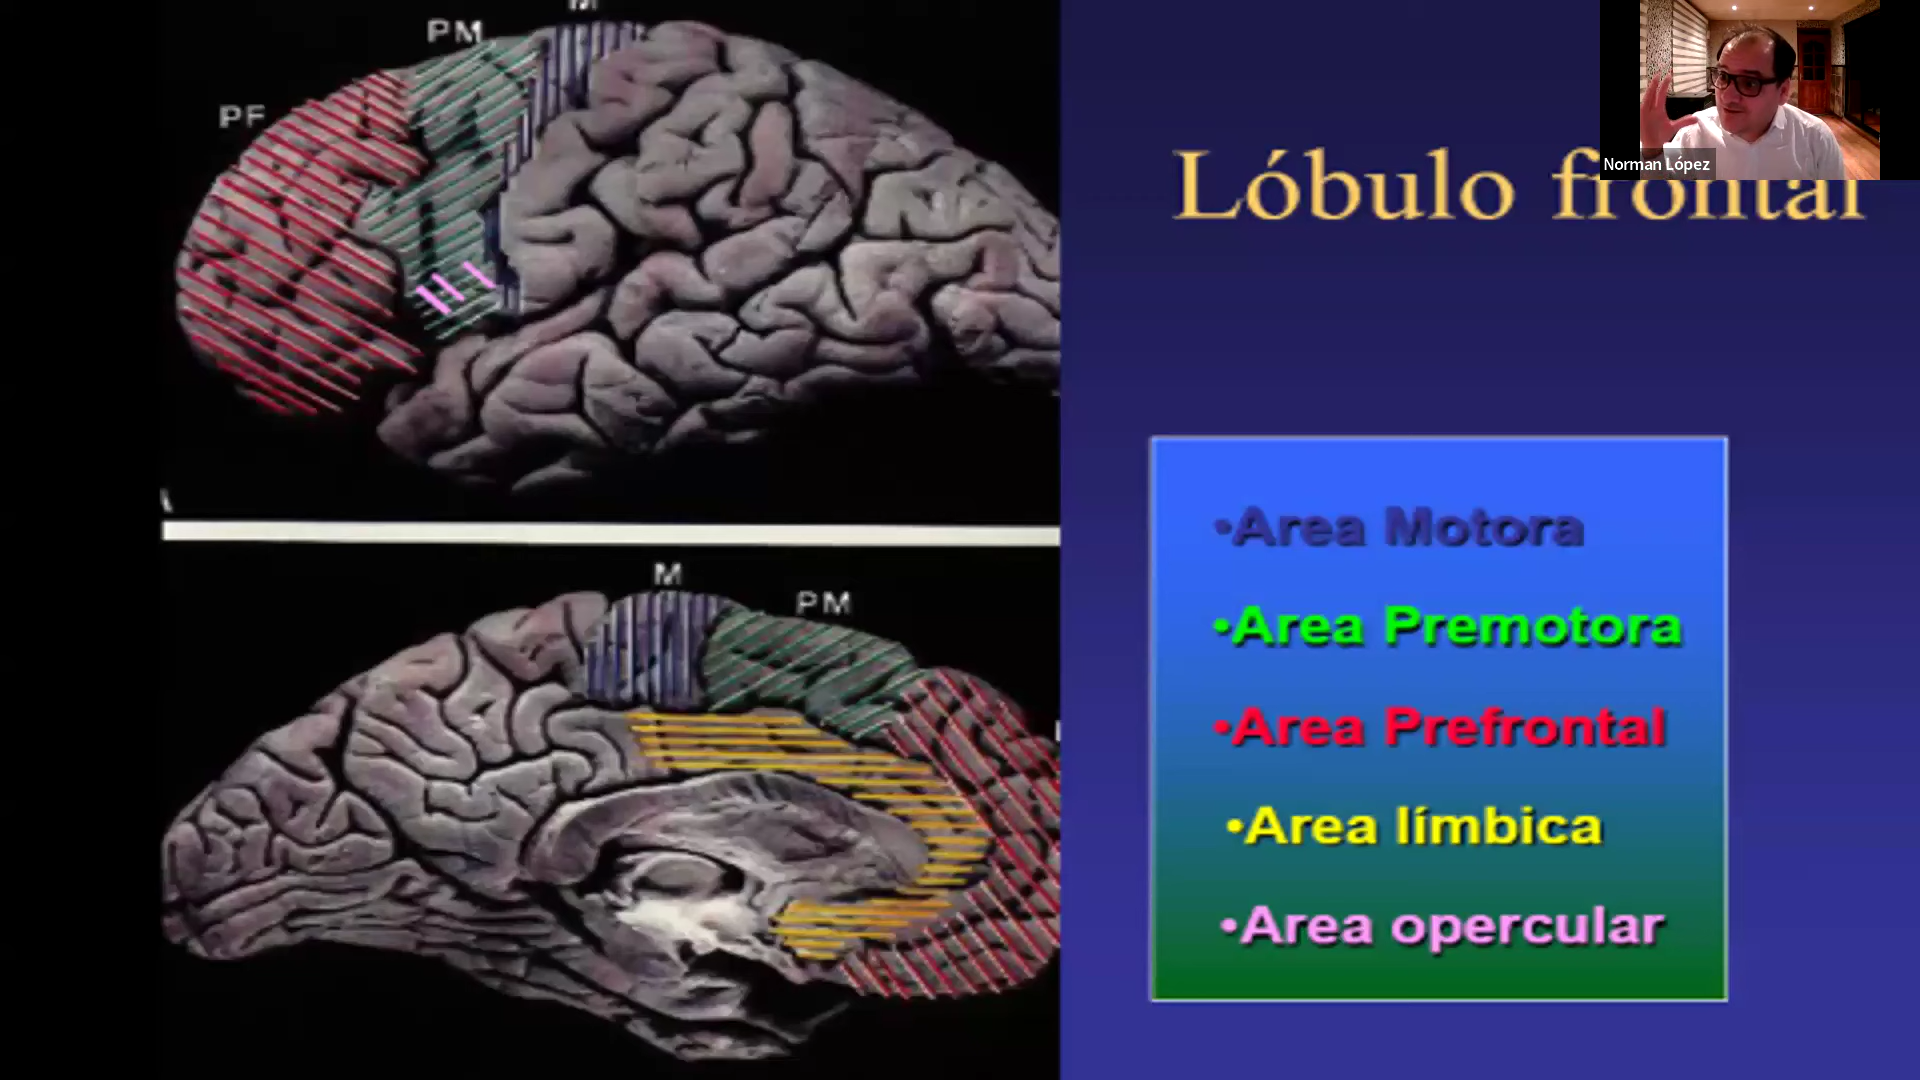 M
PM
PF
Lóbulo frontal
Norman López
M
PM
•Area Motora
•Area Premotora
•Area Prefrontal
•Area límbica
•Area opercular